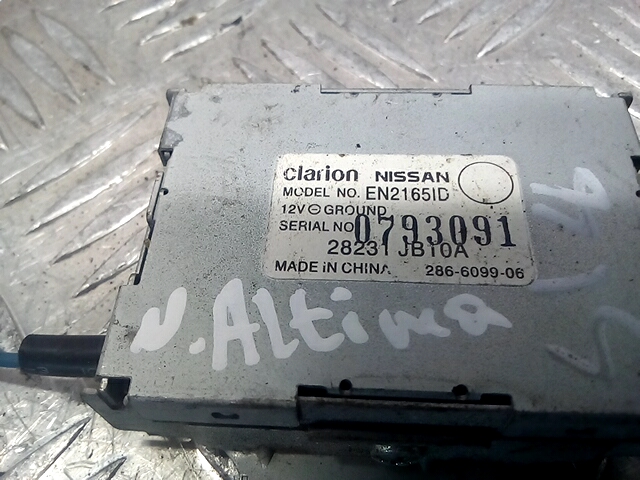 clarion NISSAN
MODEL NO. EN2165ID
12V⊖GROUND
SERIAL NO 0793091
28231 JB10A
MADE iN CHINA 286-6099-06
N. Altima